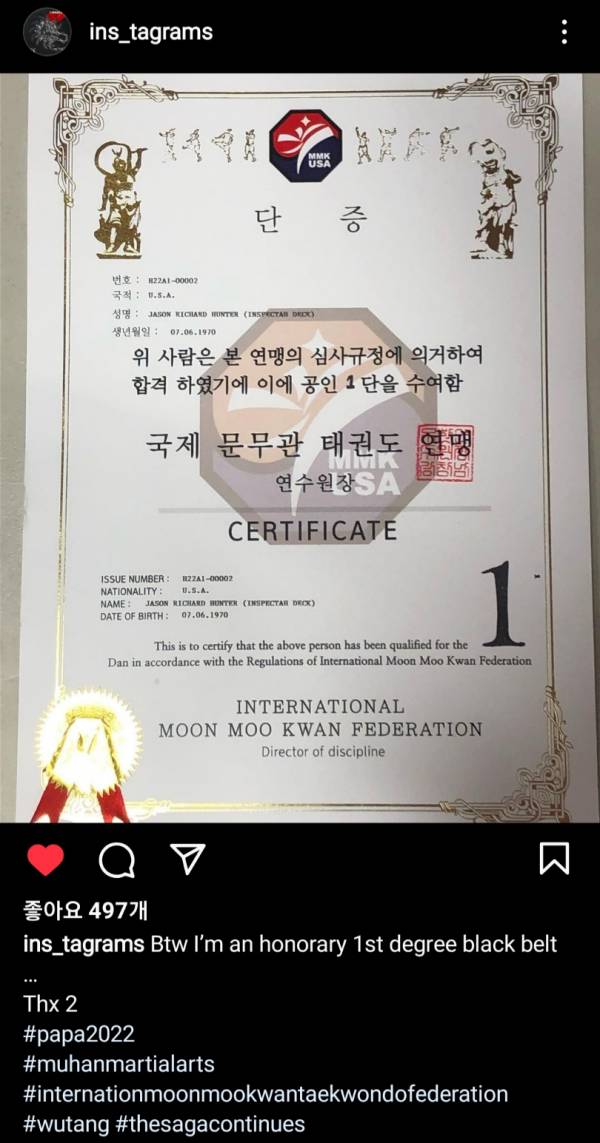 ins_tagrams
MMK
USA
단 증
번호 : H22A1-00002
국적 : U.S.A.
성명 : JASON RICHARD HUNTER (INSPECTAH DECK)
생년월일 : 07.06.1970
위 사람은 본 연맹의 심사규정에 의거하여
합격 하였기에 이에 공인 1 단을 수여함
국제 문무관 태권도 연맹
MMK
USA
연수원장
CERTIFICATE
ISSUE NUMBER : H22A1-00002
NATIONALITY : U.S.A.
NAME : JASON RICHARD HUNTER (INSPECTAH DECK)
DATE OF BIRTH : 07.06.1970
1
This is to certify that the above person has been qualified for the
Dan in accordance with the Regulations of International Moon Moo Kwan Federation
INTERNATIONAL
MOON MOO KWAN FEDERATION
Director of discipline
좋아요 497개
ins_tagrams Btw I’m an honorary 1st degree black belt
...
Thx 2
#papa2022
#muhanmartialarts
#internationmoonmookwantaekwondofederation
#wutang #thesagacontinues